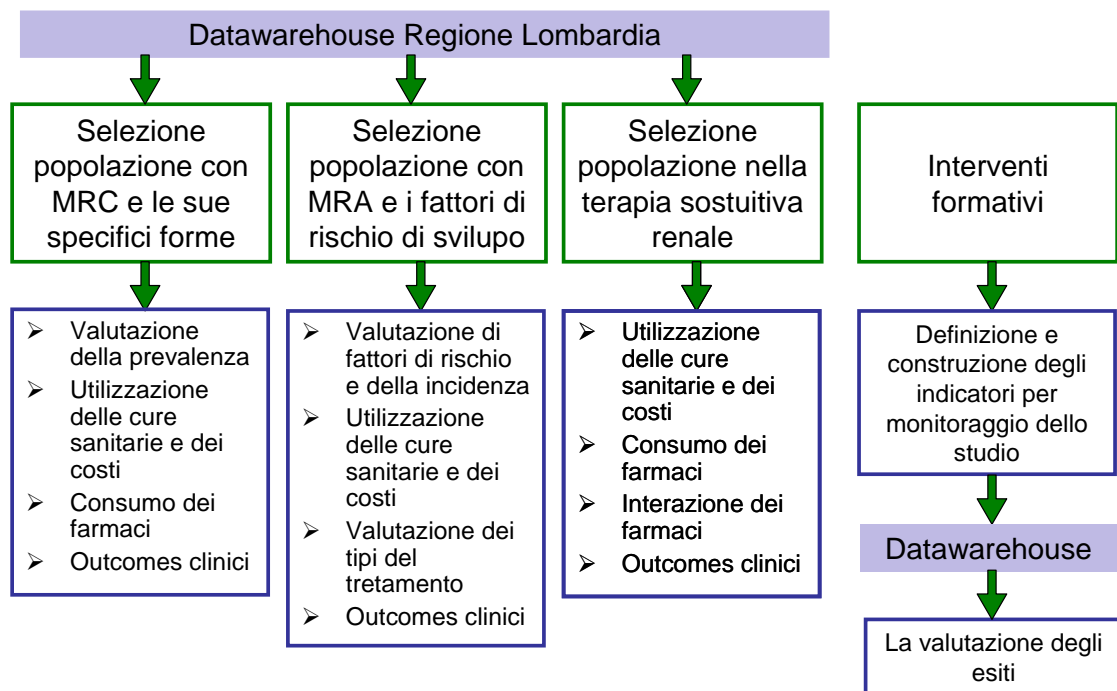 Datawarehouse Regione Lombardia
Selezione
popolazione con
MRC e le sue
specifici forme
Selezione
popolazione con
MRA e i fattori di
rischio di svilupo
Selezione
popolazione nella
terapia sostuitiva
renale
Interventi
formativi
➢ Valutazione
della prevalenza
➢ Utilizzazione
delle cure
sanitarie e dei
costi
➢ Consumo dei
farmaci
➢ Outcomes clinici
➢ Valutazione di
fattori di rischio
e della incidenza
➢ Utilizzazione
delle cure
sanitarie e dei
costi
➢ Valutazione dei
tipi del
tretamento
➢ Outcomes clinici
➢ Utilizzazione
delle cure
sanitarie e dei
costi
➢ Consumo dei
farmaci
➢ Interazione dei
farmaci
➢ Outcomes clinici
Definizione e
construzione degli
indicatori per
monitoraggio dello
studio
Datawarehouse
La valutazione degli
esiti